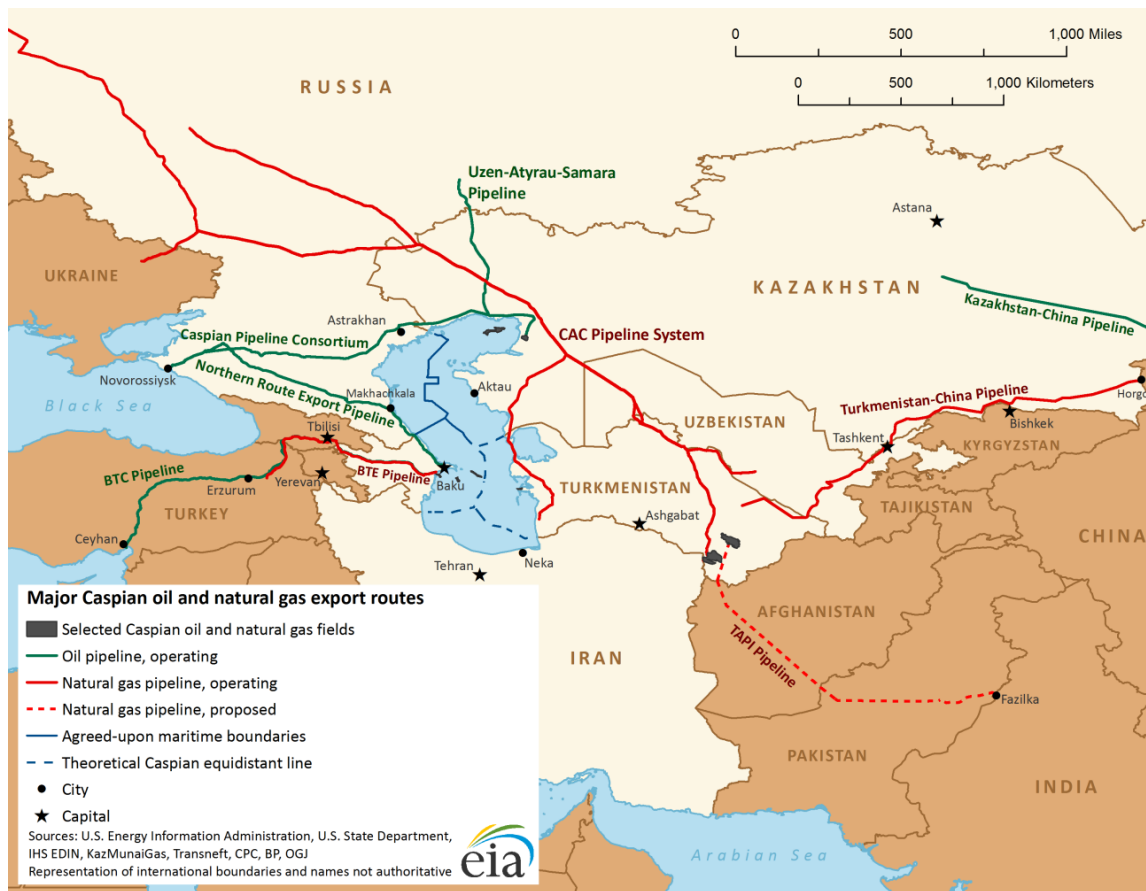 0 500 1,000 Miles
0 500 1,000 Kilometers
RUSSIA
Uzen-Atyrau-Samara
Pipeline
Astana
UKRAINE
KAZAKHSTAN
Kazakhstan-China Pipeline
Astrakhan
Caspian Pipeline Consortium
CAC Pipeline System
Novorossiysk
Northern Route Export Pipeline
Makhachkala
Aktau
Black Sea
Turkmenistan-China Pipeline
Bishkek
UZBEKISTAN
KYRGYZSTAN
Tbilisi
Tashkent
BTC Pipeline
BTE Pipeline
Erzurum
Yerevan
Baku
TURKMENISTAN
TURKEY
TAJIKISTAN
Ashgabat
CHINA
Ceyhan
Neka
Tehran
AFGHANISTAN
IRAN
TAPI Pipeline
Fazilka
PAKISTAN
INDIA
Arabian Sea
Major Caspian oil and natural gas export routes
Selected Caspian oil and natural gas fields
Oil pipeline, operating
Natural gas pipeline, operating
Natural gas pipeline, proposed
Agreed-upon maritime boundaries
Theoretical Caspian equidistant line
City
Capital
Sources: U.S. Energy Information Administration, U.S. State Department,
IHS EDIN, KazMunaiGas, Transneft, CPC, BP, OGJ
Representation of international boundaries and names not authoritative
eia